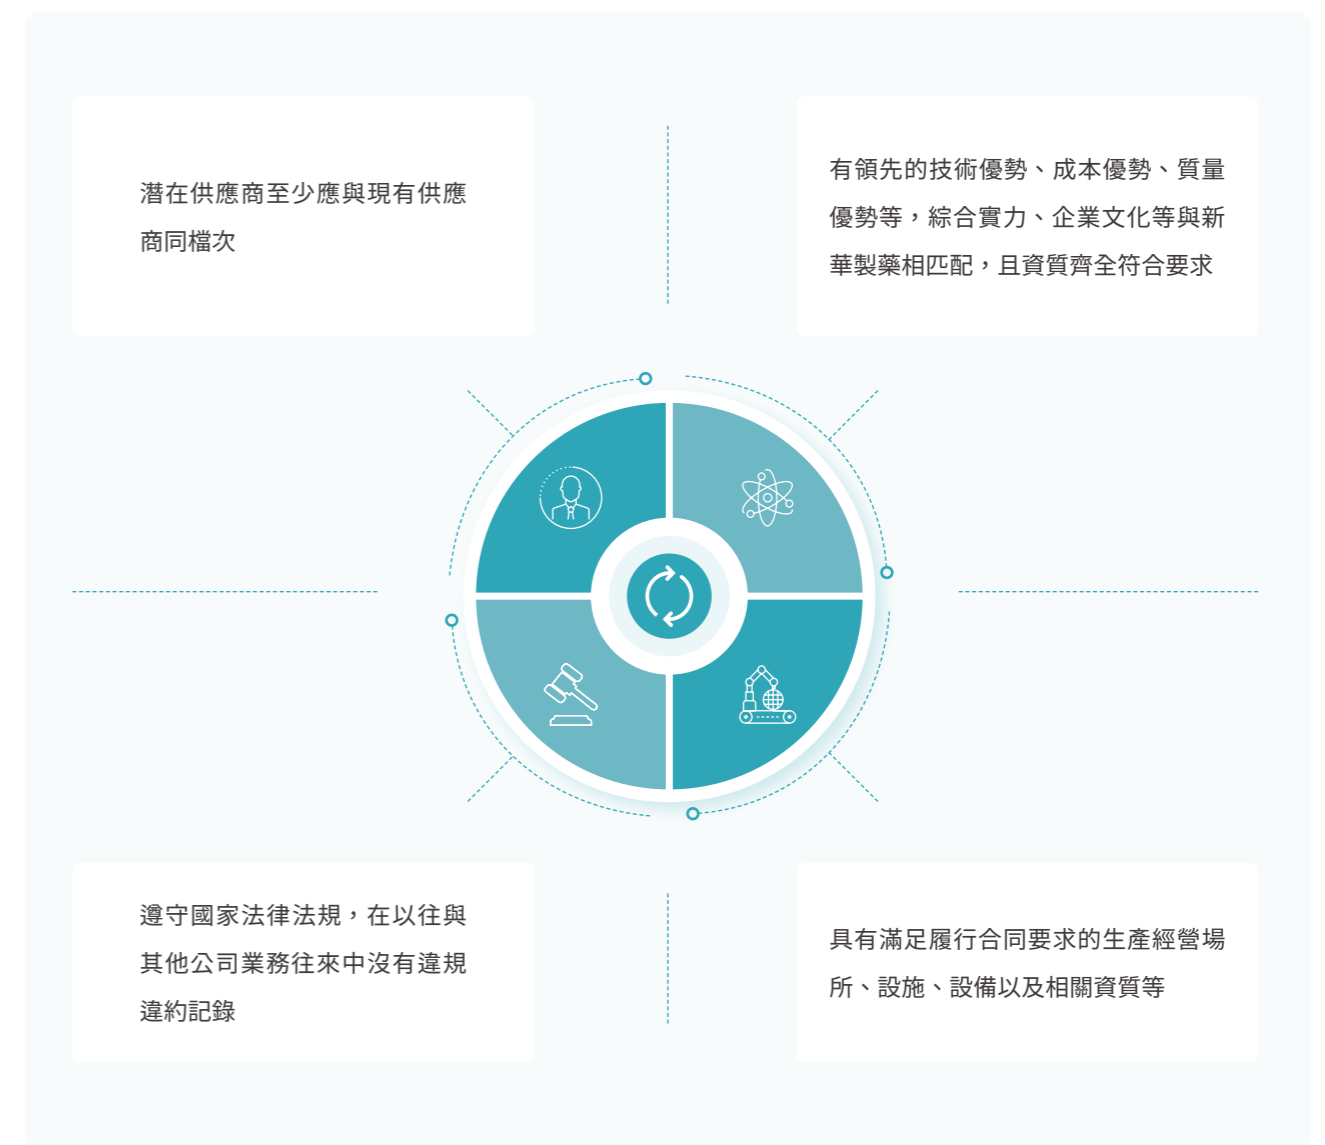 潛在供應商至少應與現有供應
商同檔次
有領先的技術優勢、成本優勢、質量
優勢等，綜合實力、企業文化等與新
華製藥相匹配，且資質齊全符合要求
遵守國家法律法規，在以往與
其他公司業務往來中沒有違規
違約記錄
具有滿足履行合同要求的生產經營場
所、設施、設備以及相關資質等